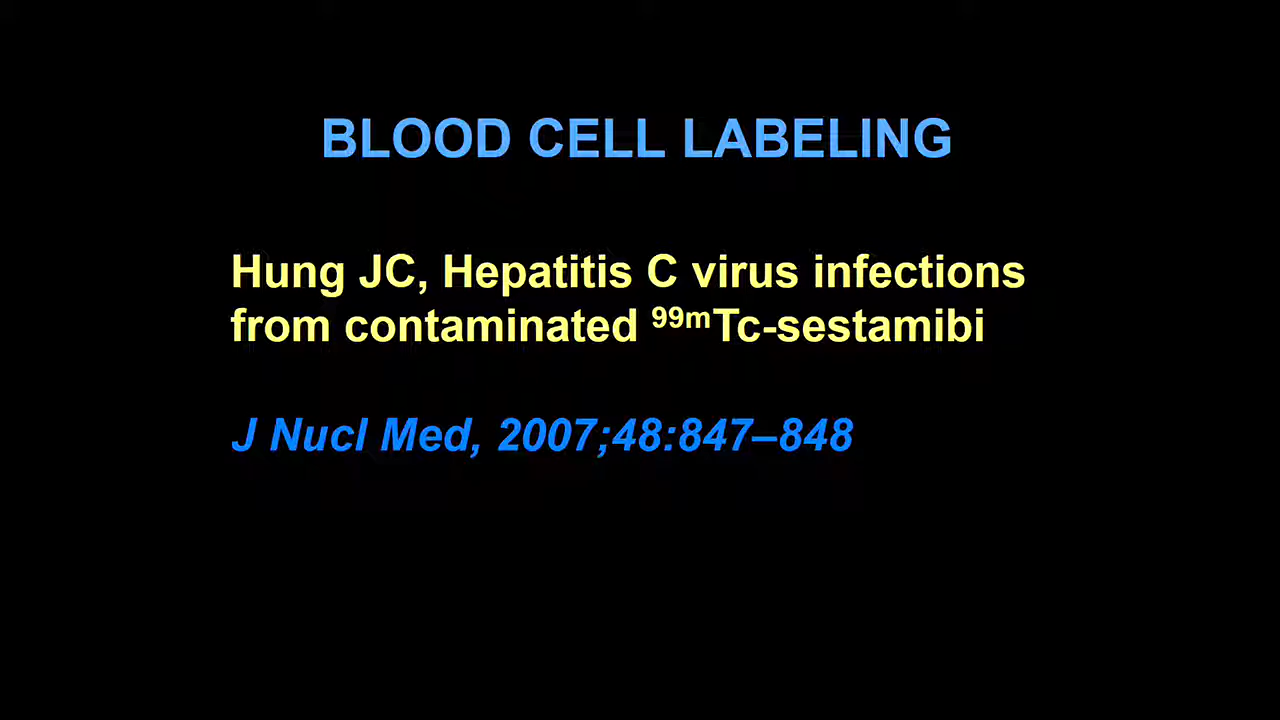 BLOOD CELL LABELING
Hung JC, Hepatitis C virus infections
from contaminated ⁹⁹ᵐTc-sestamibi
J Nucl Med, 2007;48:847–848